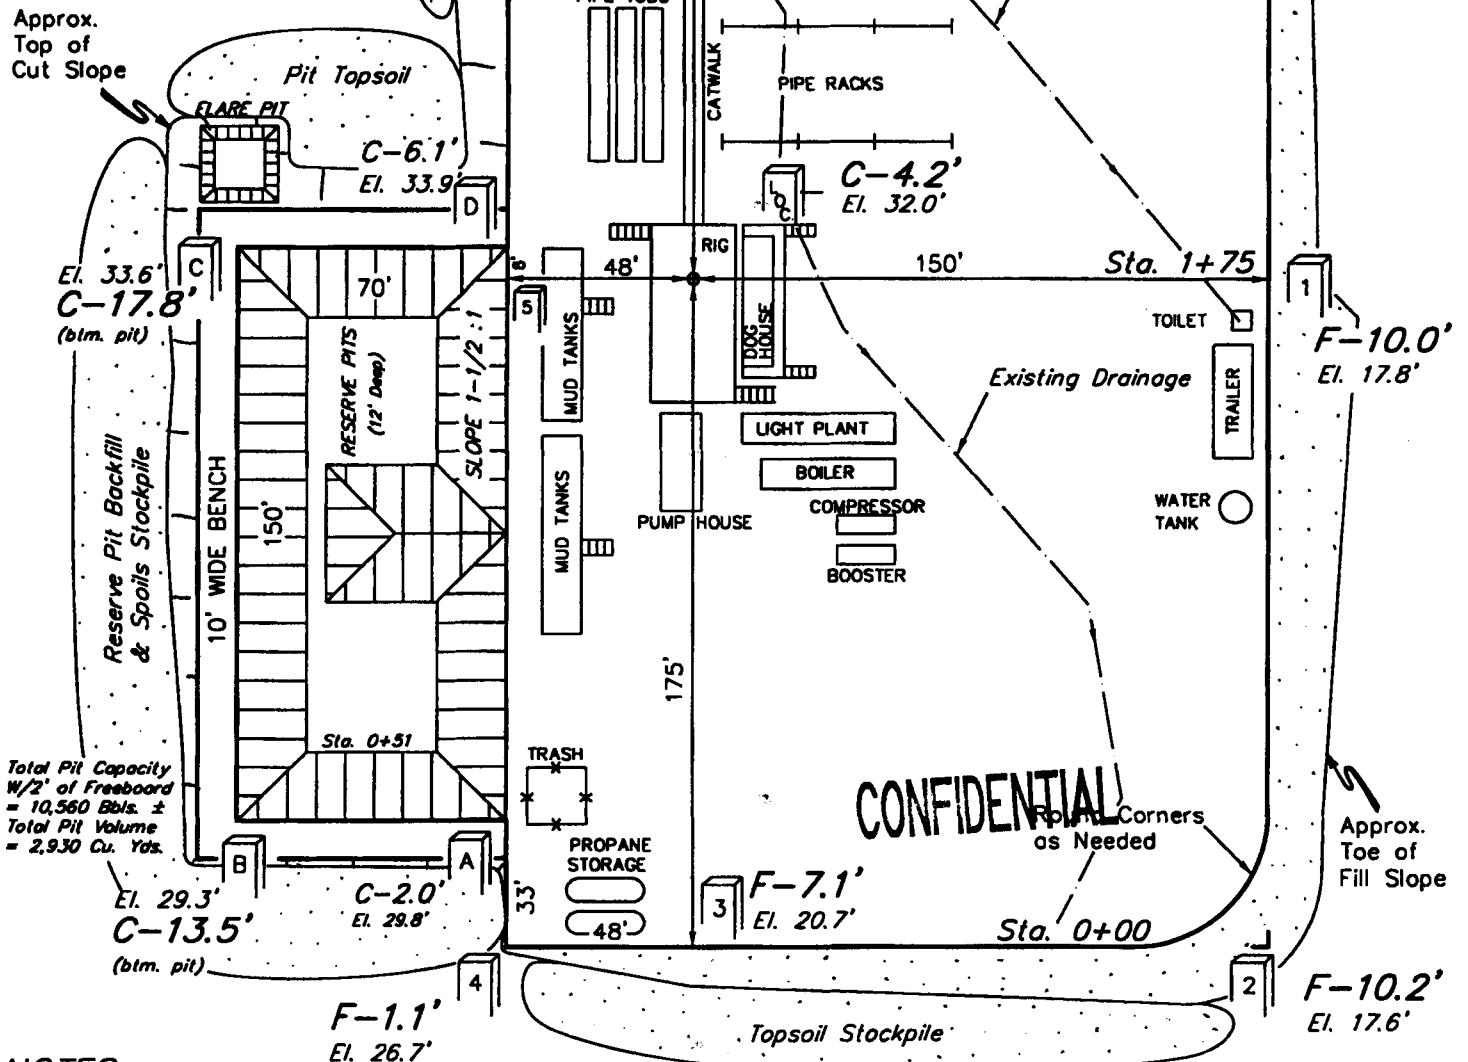 Approx.
Top of
Cut Slope
Pit Topsoil
FLARE PIT
CATWALK
PIPE RACKS
C-6.1'
El. 33.9'
D
LOC
C-4.2'
El. 32.0'
C
El. 33.6'
C-17.8'
(btm. pit)
70'
8'
48'
RIG
150'
Sta. 1+75
1
F-10.0'
El. 17.8'
5
TOILET
TRAILER
MUD TANKS
DOG
HOUSE
SLOPE 1-1/2 :1
RESERVE PITS
(12' Deep)
Existing Drainage
LIGHT PLANT
BOILER
COMPRESSOR
BOOSTER
PUMP HOUSE
MUD TANKS
WATER
TANK
Reserve Pit Backfill
& Spoils Stockpile
10' WIDE BENCH
150'
175'
Sta. 0+51
TRASH
Total Pit Capacity
W/2' of Freeboard
= 10,560 Bbls. ±
Total Pit Volume
= 2,930 Cu. Yds.
CONFIDENTIAL
Corners
as Needed
Approx.
Toe of
Fill Slope
PROPANE
STORAGE
B
A
El. 29.3'
C-13.5'
(btm. pit)
C-2.0'
El. 29.8'
33'
48'
3
F-7.1'
El. 20.7'
Sta. 0+00
4
F-1.1'
El. 26.7'
2
F-10.2'
El. 17.6'
Topsoil Stockpile